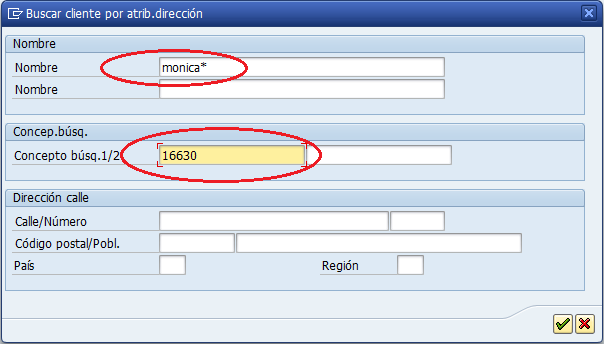 Buscar cliente por atrib.dirección
Nombre
Nombre monica*
Nombre
Concep.búsq.
Concepto búsq.1/2 16630
Dirección calle
Calle/Número
Código postal/Pobl.
País Región